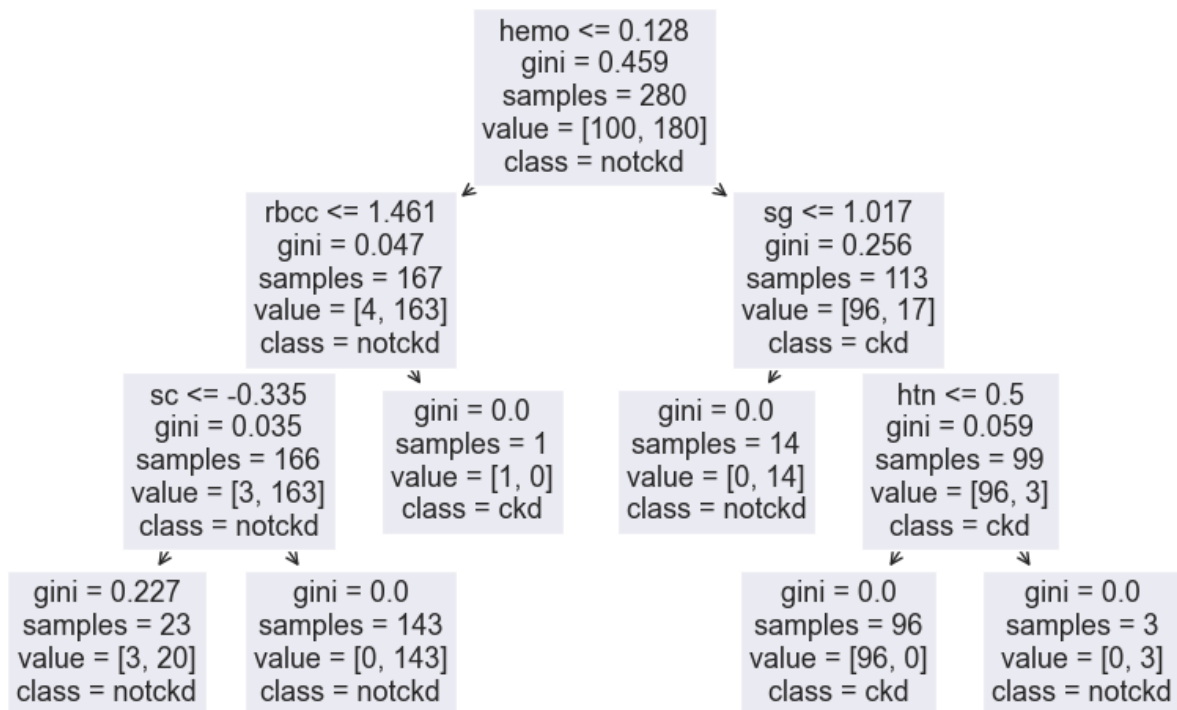 hemo <= 0.128
gini = 0.459
samples = 280
value = [100, 180]
class = notckd
rbcc <= 1.461
gini = 0.047
samples = 167
value = [4, 163]
class = notckd
sg <= 1.017
gini = 0.256
samples = 113
value = [96, 17]
class = ckd
sc <= -0.335
gini = 0.035
samples = 166
value = [3, 163]
class = notckd
gini = 0.0
samples = 1
value = [1, 0]
class = ckd
gini = 0.0
samples = 14
value = [0, 14]
class = notckd
htn <= 0.5
gini = 0.059
samples = 99
value = [96, 3]
class = ckd
gini = 0.227
samples = 23
value = [3, 20]
class = notckd
gini = 0.0
samples = 143
value = [0, 143]
class = notckd
gini = 0.0
samples = 96
value = [96, 0]
class = ckd
gini = 0.0
samples = 3
value = [0, 3]
class = notckd